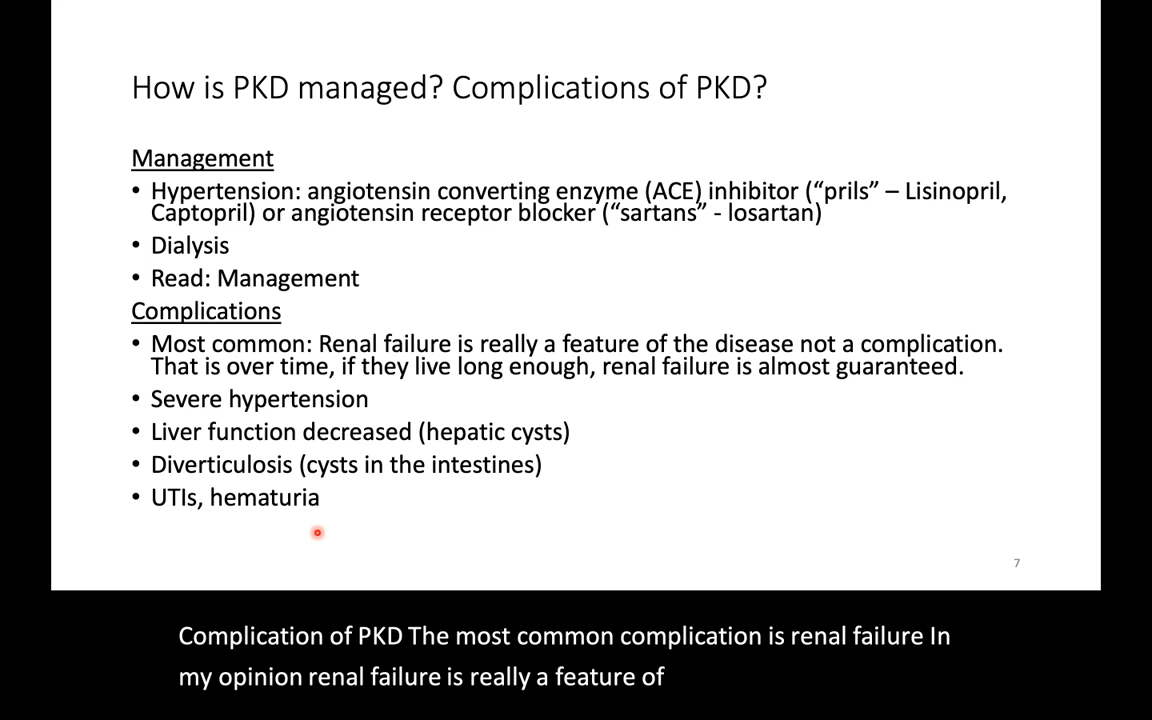 How is PKD managed? Complications of PKD?
Management
• Hypertension: angiotensin converting enzyme (ACE) inhibitor (“prils” – Lisinopril,
Captopril) or angiotensin receptor blocker (“sartans” - losartan)
• Dialysis
• Read: Management
Complications
• Most common: Renal failure is really a feature of the disease not a complication.
That is over time, if they live long enough, renal failure is almost guaranteed.
• Severe hypertension
• Liver function decreased (hepatic cysts)
• Diverticulosis (cysts in the intestines)
• UTIs, hematuria
7
Complication of PKD The most common complication is renal failure In
my opinion renal failure is really a feature of